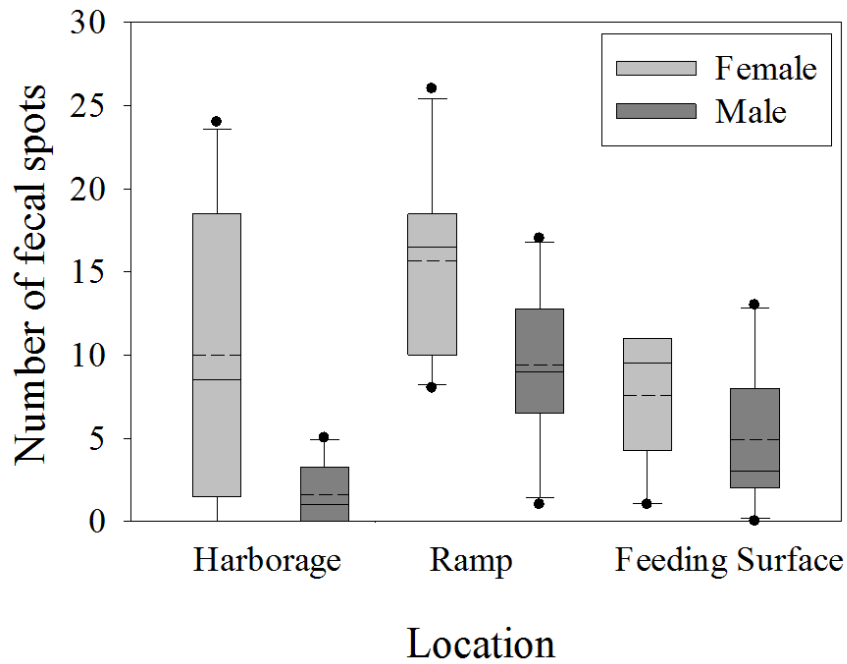 Number of fecal spots
30
25
20
15
10
5
0
Female
Male
Harborage
Ramp
Feeding Surface
Location